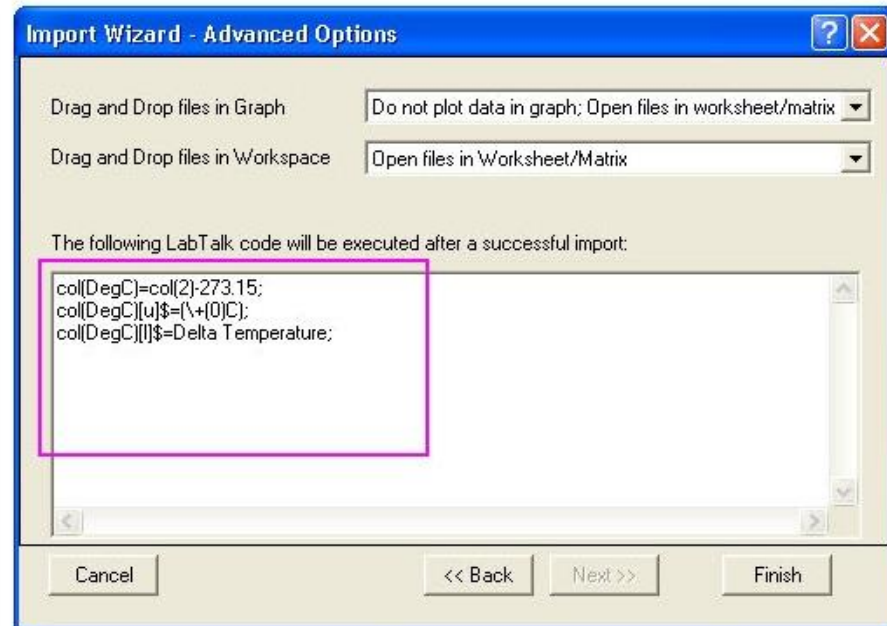 Import Wizard - Advanced Options
Drag and Drop files in Graph
Do not plot data in graph; Open files in worksheet/matrix
Drag and Drop files in Workspace
Open files in Worksheet/Matrix
The following LabTalk code will be executed after a successful import:
col(DegC)=col(2)-273.15;
col(DegC)[u]$=(\+(0)C);
col(DegC)[l]$=Delta Temperature;
Cancel
<< Back
Next >>
Finish